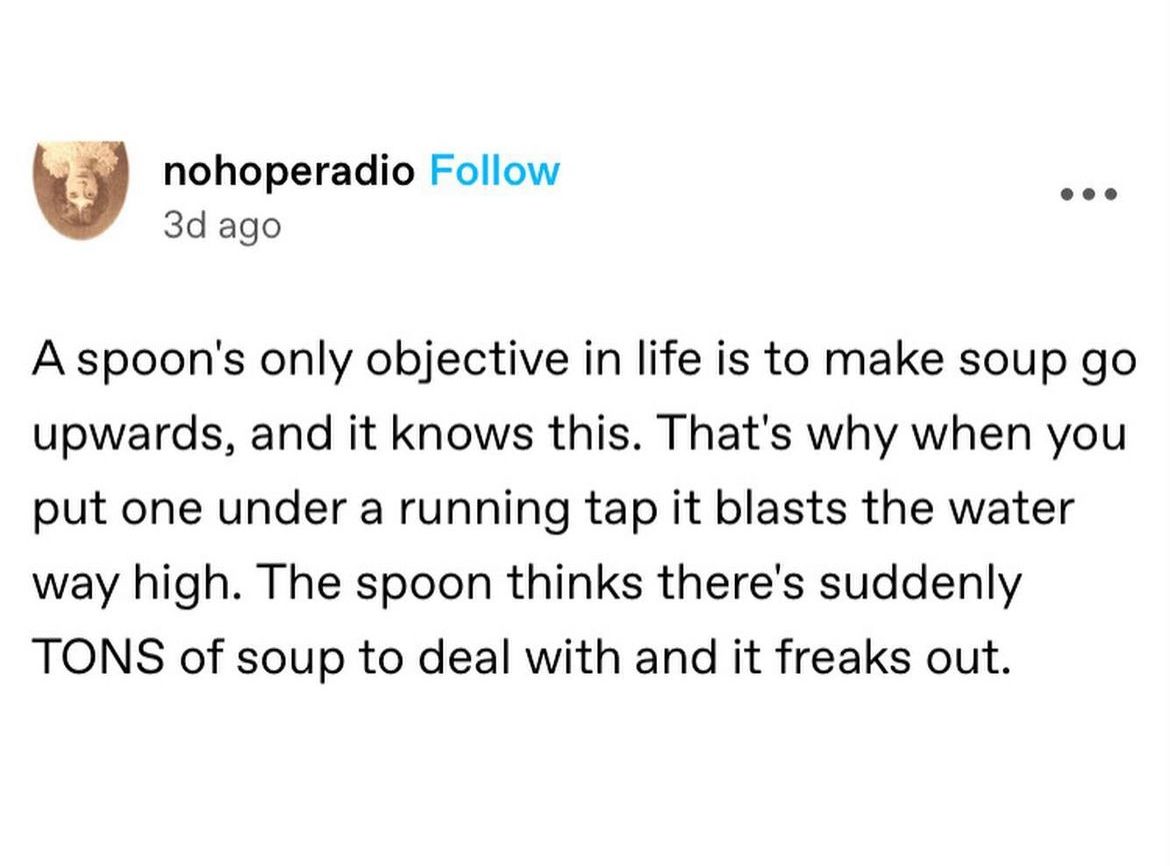 nohoperadio Follow
3d ago
A spoon's only objective in life is to make soup go
upwards, and it knows this. That's why when you
put one under a running tap it blasts the water
way high. The spoon thinks there's suddenly
TONS of soup to deal with and it freaks out.